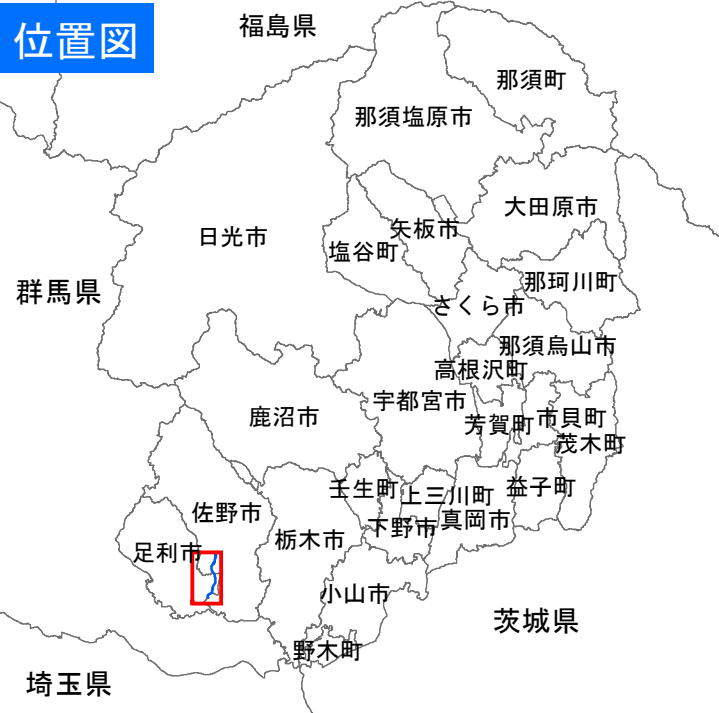 位置図
福島県
那須町
那須塩原市
大田原市
矢板市
日光市
塩谷町
那珂川町
群馬県
さくら市
那須烏山市
高根沢町
宇都宮市
鹿沼市
芳賀町
市貝町
茂木町
壬生町
上三川町
益子町
佐野市
真岡市
下野市
栃木市
足利市
小山市
茨城県
野木町
埼玉県